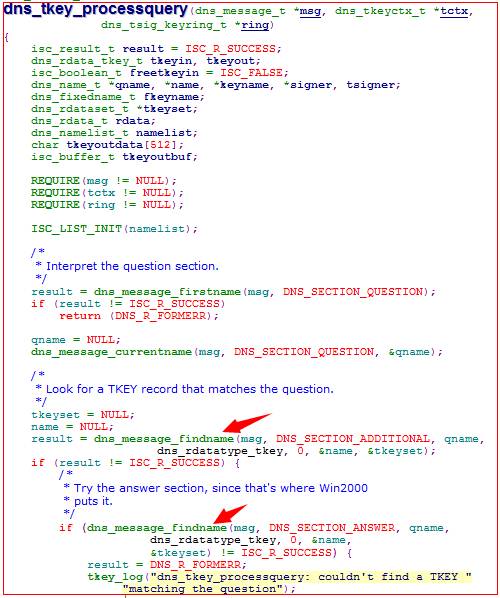 dns_tkey_processquery(dns_message_t *msg, dns_tkeyctx_t *tctx,
dns_tsig_keyring_t *ring)
{
isc_result_t result = ISC_R_SUCCESS;
dns_rdata_tkey_t tkeyin, tkeyout;
isc_boolean_t freetkeyin = ISC_FALSE;
dns_name_t *qname, *name, *keyname, *signer, tsigner;
dns_fixedname_t fkeyname;
dns_rdataset_t *tkeyset;
dns_rdata_t rdata;
dns_namelist_t namelist;
char tkeyoutdata[512];
isc_buffer_t tkeyoutbuf;
REQUIRE(msg != NULL);
REQUIRE(tctx != NULL);
REQUIRE(ring != NULL);
ISC_LIST_INIT(namelist);
/*
* Interpret the question section.
*/
result = dns_message_firstname(msg, DNS_SECTION_QUESTION);
if (result != ISC_R_SUCCESS)
return (DNS_R_FORMERR);
qname = NULL;
dns_message_currentname(msg, DNS_SECTION_QUESTION, &qname);
/*
* Look for a TKEY record that matches the question.
*/
tkeyset = NULL;
name = NULL;
result = dns_message_findname(msg, DNS_SECTION_ADDITIONAL, qname,
dns_rdatatype_tkey, 0, &name, &tkeyset);
if (result != ISC_R_SUCCESS) {
/*
* Try the answer section, since that's where Win2000
* puts it.
*/
if (dns_message_findname(msg, DNS_SECTION_ANSWER, qname,
dns_rdatatype_tkey, 0, &name,
&tkeyset) != ISC_R_SUCCESS) {
result = DNS_R_FORMERR;
tkey_log("dns_tkey_processquery: couldn't find a TKEY "
"matching the question");